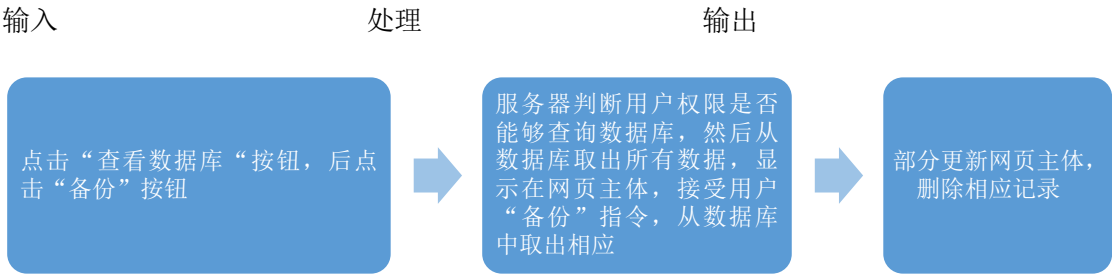 输入 处理 输出
点击“查看数据库“按钮，后点
击“备份”按钮
服务器判断用户权限是否
能够查询数据库，然后从
数据库取出所有数据，显
示在网页主体，接受用户
“备份”指令，从数据库
中取出相应
部分更新网页主体，
删除相应记录